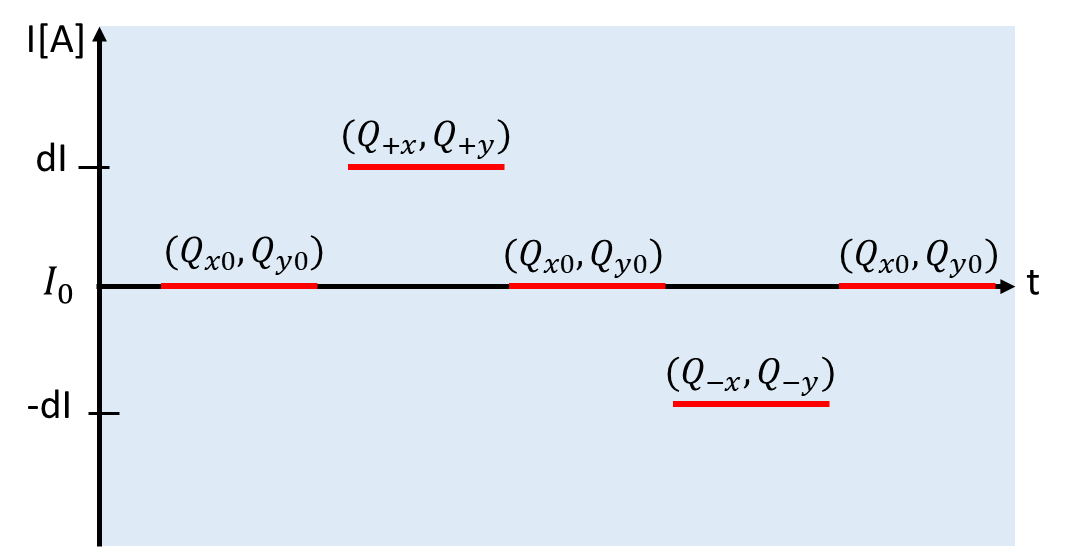 I[A]
(Q₊ₓ, Q₊y)
dI
(Qₓ₀, Qy₀)
(Qₓ₀, Qy₀)
(Qₓ₀, Qy₀)
I₀
t
(Q₋ₓ, Q₋y)
-dI